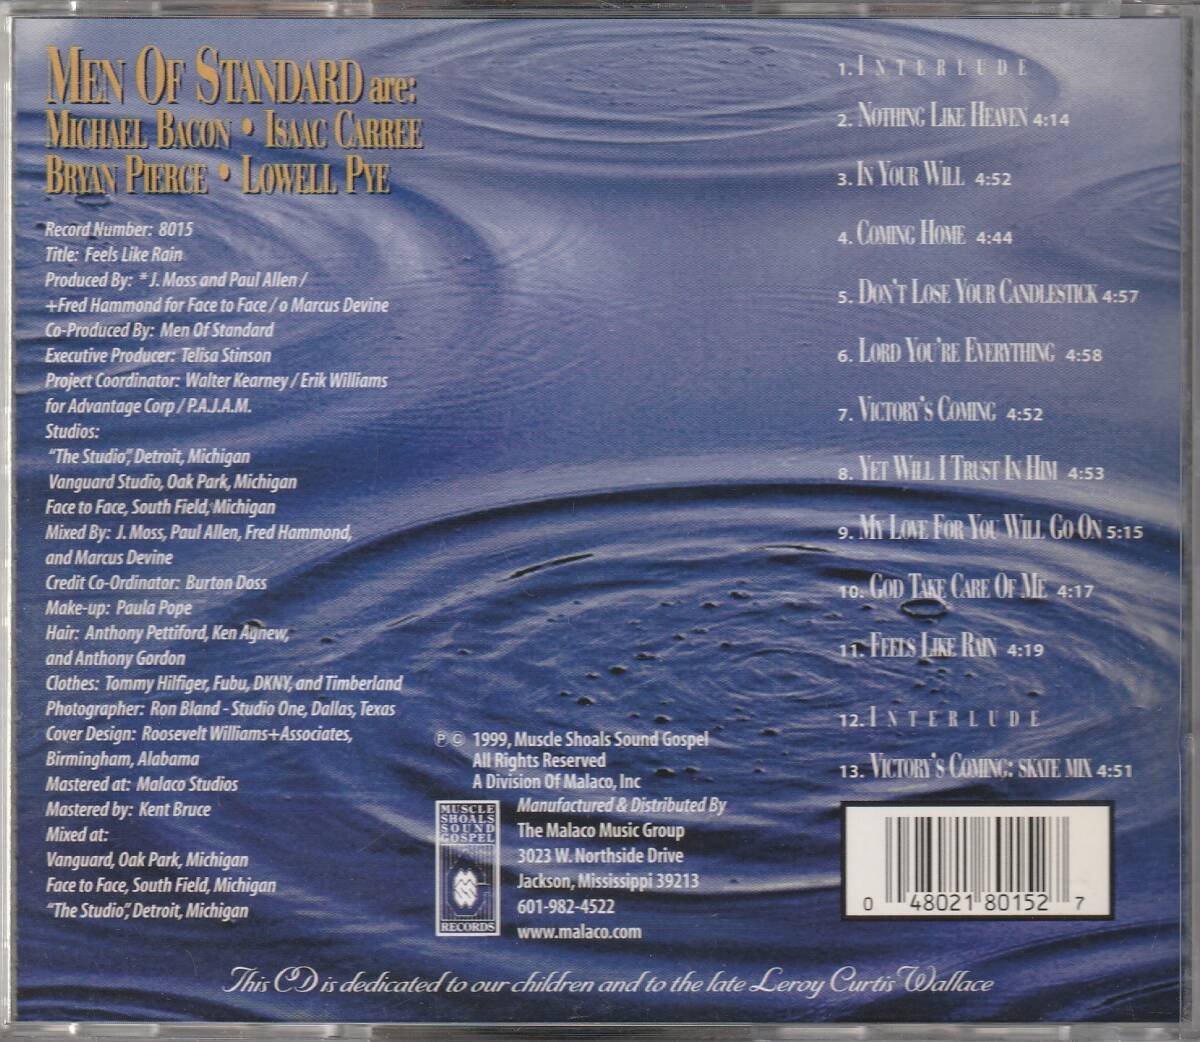 MEN OF STANDARD are:
MICHAEL BACON • ISAAC CARREE
BRYAN PIERCE • LOWELL PYE
Record Number: 8015
Title: Feels Like Rain
Produced By: * J. Moss and Paul Allen /
+Fred Hammond for Face to Face / o Marcus Devine
Co-Produced By: Men Of Standard
Executive Producer: Telisa Stinson
Project Coordinator: Walter Kearney / Erik Williams
for Advantage Corp / P.A.J.A.M.
Studios:
"The Studio", Detroit, Michigan
Vanguard Studio, Oak Park, Michigan
Face to Face, South Field, Michigan
Mixed By: J. Moss, Paul Allen, Fred Hammond,
and Marcus Devine
Credit Co-Ordinator: Burton Doss
Make-up: Paula Pope
Hair: Anthony Pettiford, Ken Agnew,
and Anthony Gordon
Clothes: Tommy Hilfiger, Fubu, DKNY, and Timberland
Photographer: Ron Bland - Studio One, Dallas, Texas
Cover Design: Roosevelt Williams+Associates,
Birmingham, Alabama
Mastered at: Malaco Studios
Mastered by: Kent Bruce
Mixed at:
Vanguard, Oak Park, Michigan
Face to Face, South Field, Michigan
"The Studio", Detroit, Michigan
℗ © 1999, Muscle Shoals Sound Gospel
All Rights Reserved
A Division Of Malaco, Inc
Manufactured & Distributed By
The Malaco Music Group
3023 W. Northside Drive
Jackson, Mississippi 39213
601-982-4522
www.malaco.com
MUSCLE
SHOALS
SOUND
GOSPEL
RECORDS
1. INTERLUDE
2. NOTHING LIKE HEAVEN 4:14
3. IN YOUR WILL 4:52
4. COMING HOME 4:44
5. DON'T LOSE YOUR CANDLESTICK 4:57
6. LORD YOU'RE EVERYTHING 4:58
7. VICTORY'S COMING 4:52
8. YET WILL I TRUST IN HIM 4:53
9. MY LOVE FOR YOU WILL GO ON 5:15
10. GOD TAKE CARE OF ME 4:17
11. FEELS LIKE RAIN 4:19
12. INTERLUDE
13. VICTORY'S COMING: SKATE MIX 4:51
0 48021 80152 7
This CD is dedicated to our children and to the late Leroy Curtis Wallace